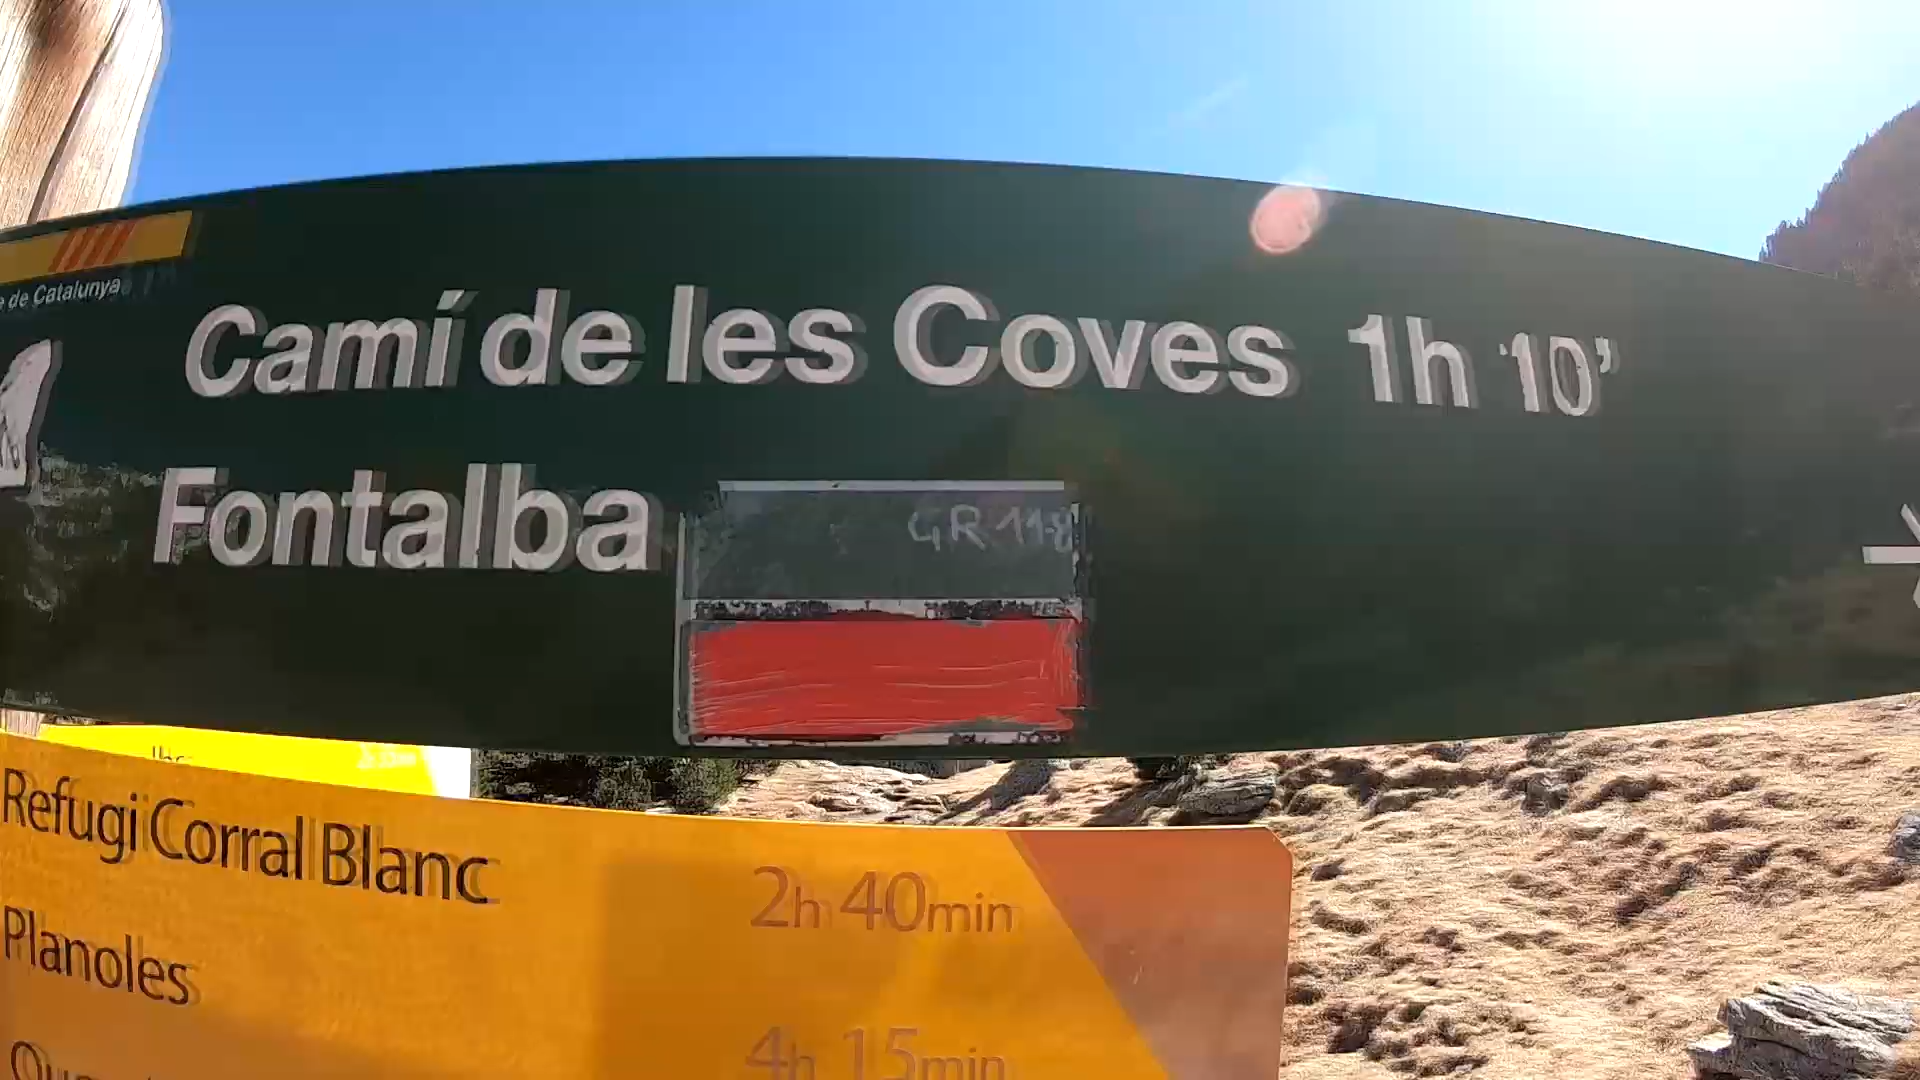 de Catalunya
Camí de les Coves 1h 10’
Fontalba
GR 11-8
Refugi Corral Blanc 2h 40min
Planoles 4h 15min